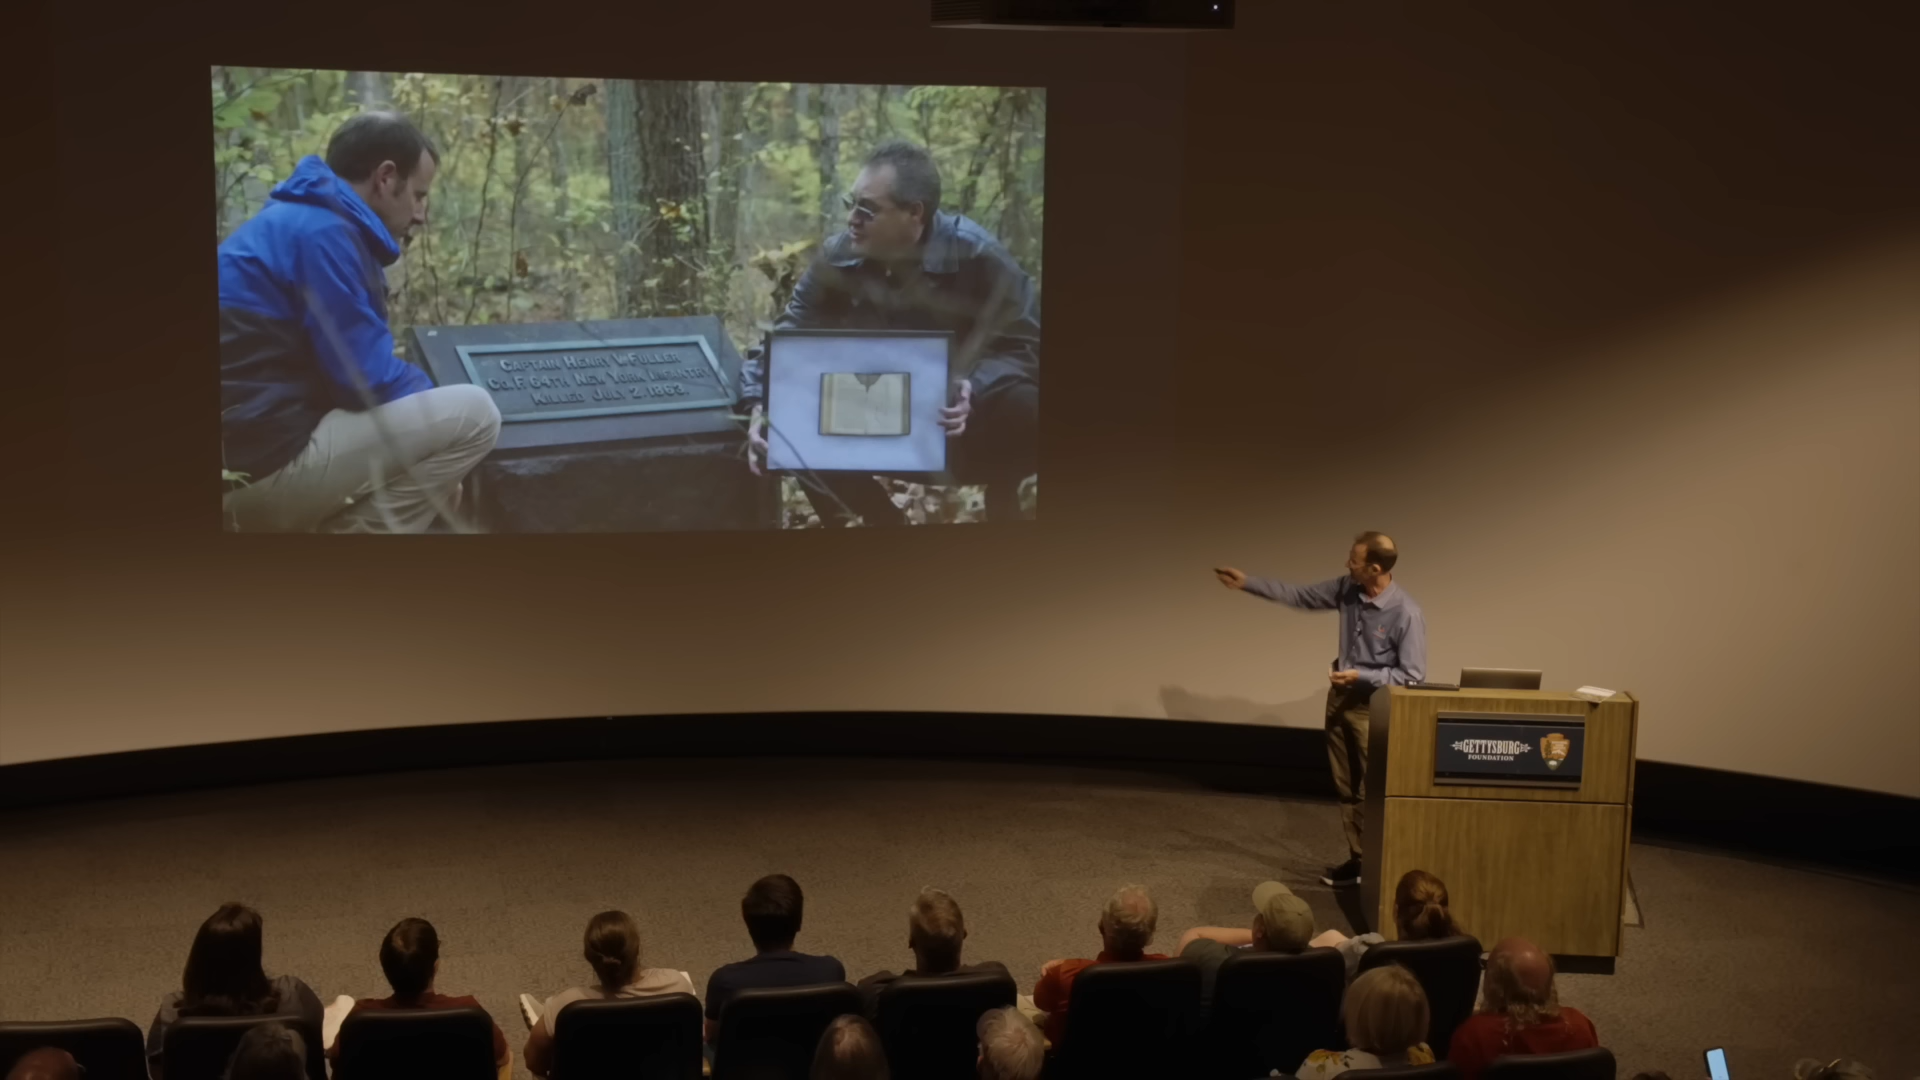 CAPTAIN HENRY W. FULLER
CO. F. 64TH NEW YORK INFANTRY
KILLED JULY 2. 1863.
GETTYSBURG
FOUNDATION